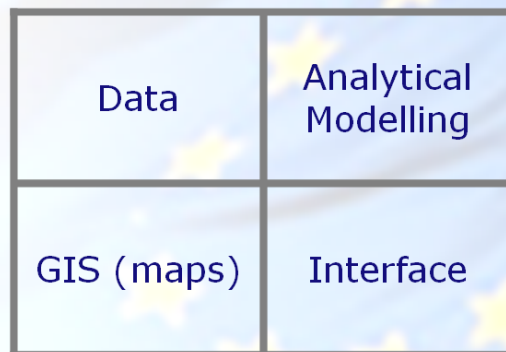 Data
Analytical
Modelling
GIS (maps)
Interface